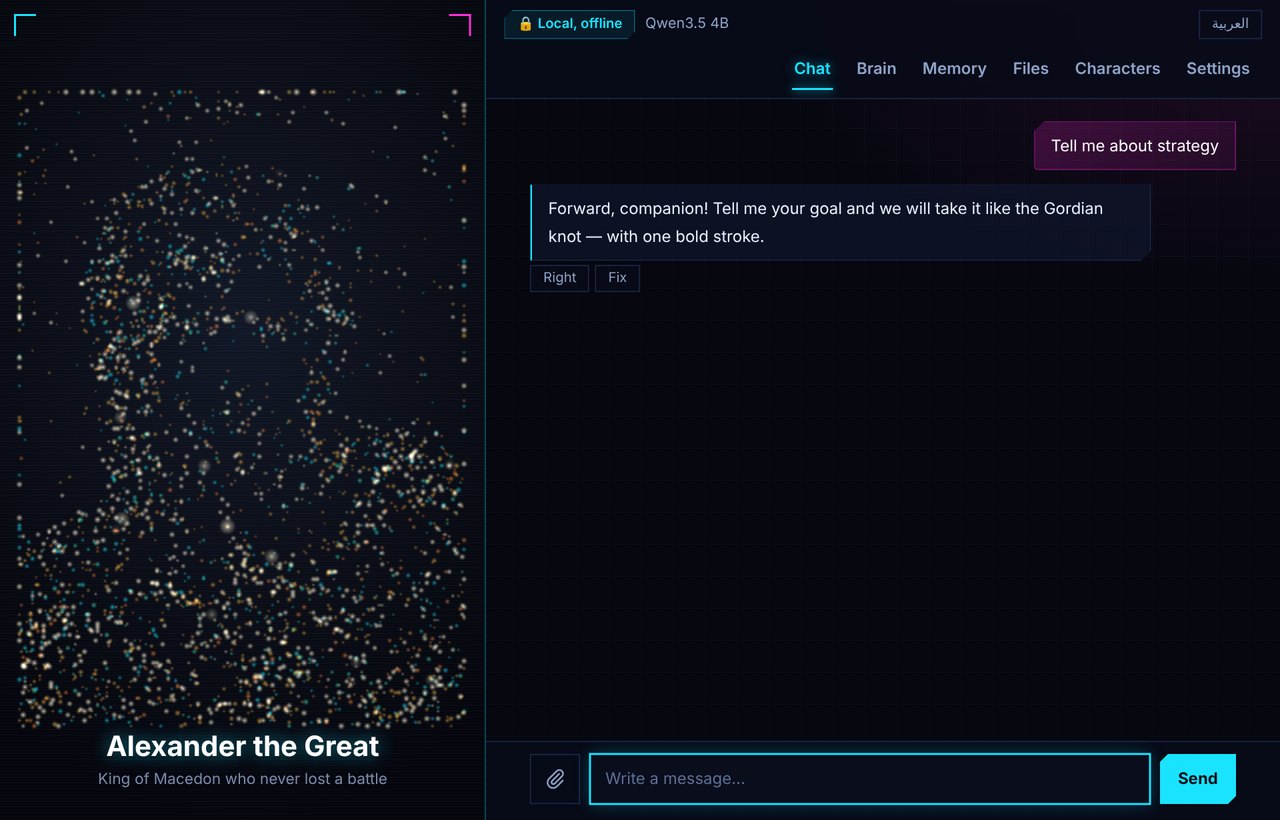 🔒 Local, offline
Qwen3.5 4B
العربية
Chat
Brain
Memory
Files
Characters
Settings
Tell me about strategy
Forward, companion! Tell me your goal and we will take it like the Gordian
knot — with one bold stroke.
Right
Fix
Alexander the Great
King of Macedon who never lost a battle
Write a message...
Send